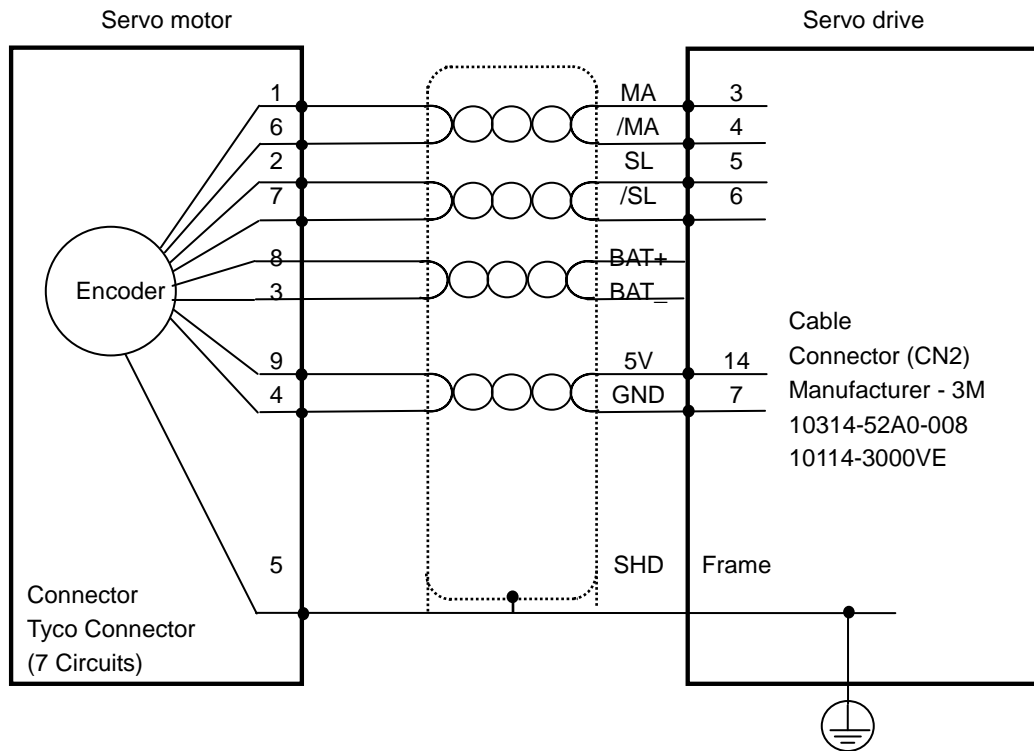 Servo motor
Servo drive
1
MA
3
6
/MA
4
2
SL
5
7
/SL
6
8
BAT+
Encoder
3
BAT_
Cable
Connector (CN2)
Manufacturer - 3M
10314-52A0-008
10114-3000VE
9
5V
14
4
GND
7
5
SHD
Frame
Connector
Tyco Connector
(7 Circuits)